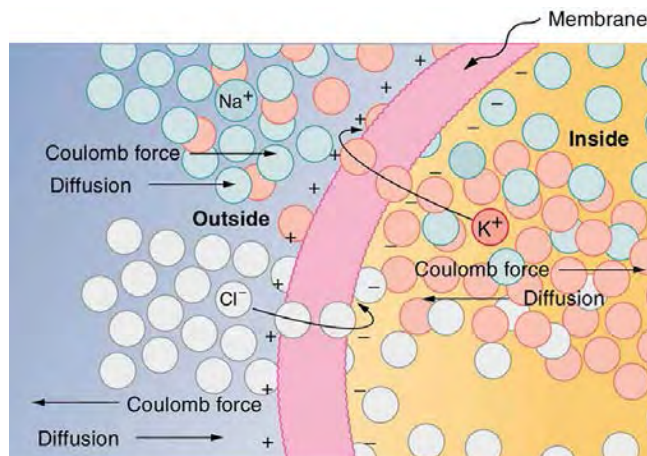 Membrane
Na+
Inside
Coulomb force
Diffusion
Outside
K+
Coulomb force
Cl−
Diffusion
Coulomb force
Diffusion